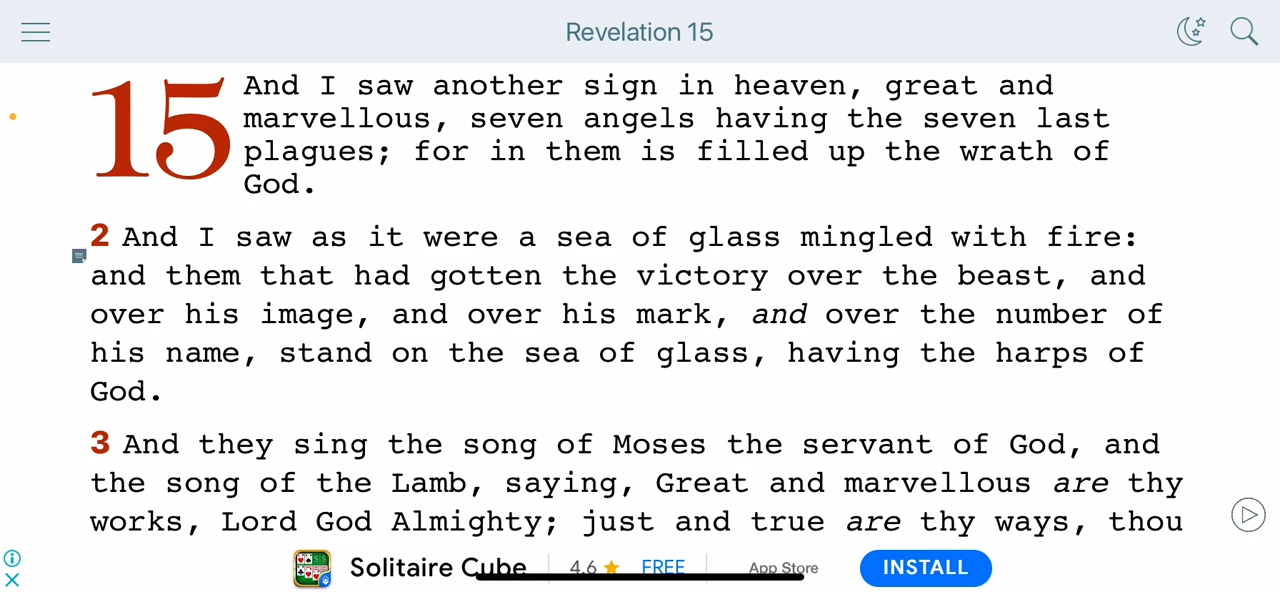 Revelation 15
15 And I saw another sign in heaven, great and
marvellous, seven angels having the seven last
plagues; for in them is filled up the wrath of
God.
2 And I saw as it were a sea of glass mingled with fire:
and them that had gotten the victory over the beast, and
over his image, and over his mark, and over the number of
his name, stand on the sea of glass, having the harps of
God.
3 And they sing the song of Moses the servant of God, and
the song of the Lamb, saying, Great and marvellous are thy
works, Lord God Almighty; just and true are thy ways, thou
Solitaire Cube 4.6 FREE App Store INSTALL